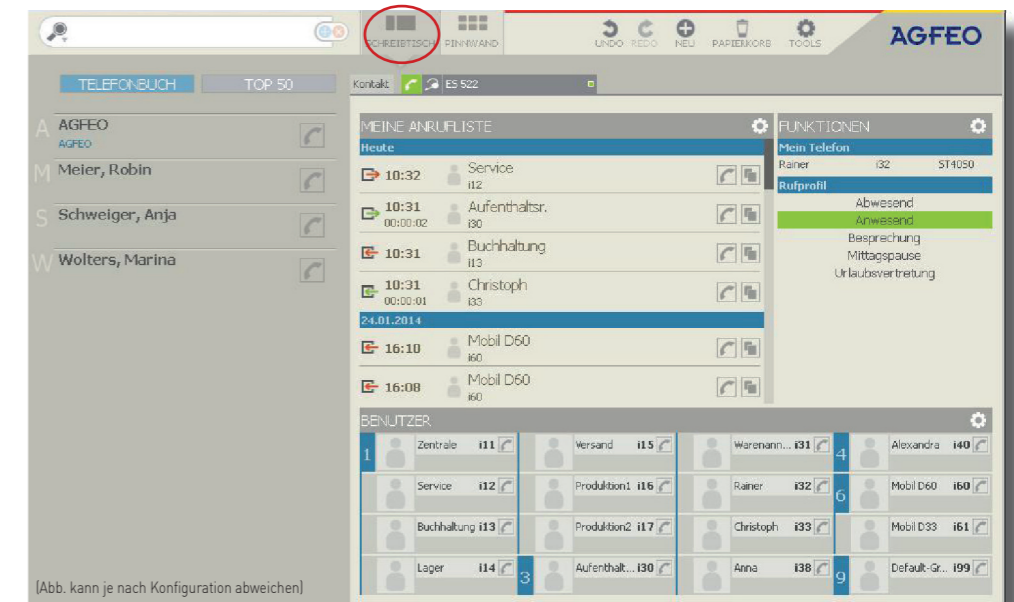 SCHREIBTISCH PINNWAND UNDO REDO NEU PAPIERKORB TOOLS AGFEO
TELEFONBUCH TOP 50
Kontakt ES 522
A AGFEO
AGFEO
M Meier, Robin
S Schweiger, Anja
W Wolters, Marina
MEINE ANRUFLISTE
Heute
10:32 Service
i12
10:31 Aufenthaltsr.
00:00:02 i30
10:31 Buchhaltung
i13
10:31 Christoph
00:00:01 i33
24.01.2014
16:10 Mobil D60
i60
16:08 Mobil D60
i60
FUNKTIONEN
Mein Telefon
Rainer i32 ST4050
Rufprofil
Abwesend
Anwesend
Besprechung
Mittagspause
Urlaubsvertretung
BENUTZER
1 Zentrale i11 Versand i15 Warenann... i31 4 Alexandra i40
Service i12 Produktion1 i16 Rainer i32 6 Mobil D60 i60
Buchhaltung i13 Produktion2 i17 Christoph i33 Mobil D33 i61
Lager i14 3 Aufenthalt... i30 Anna i38 9 Default-Gr... i99
(Abb. kann je nach Konfiguration abweichen)